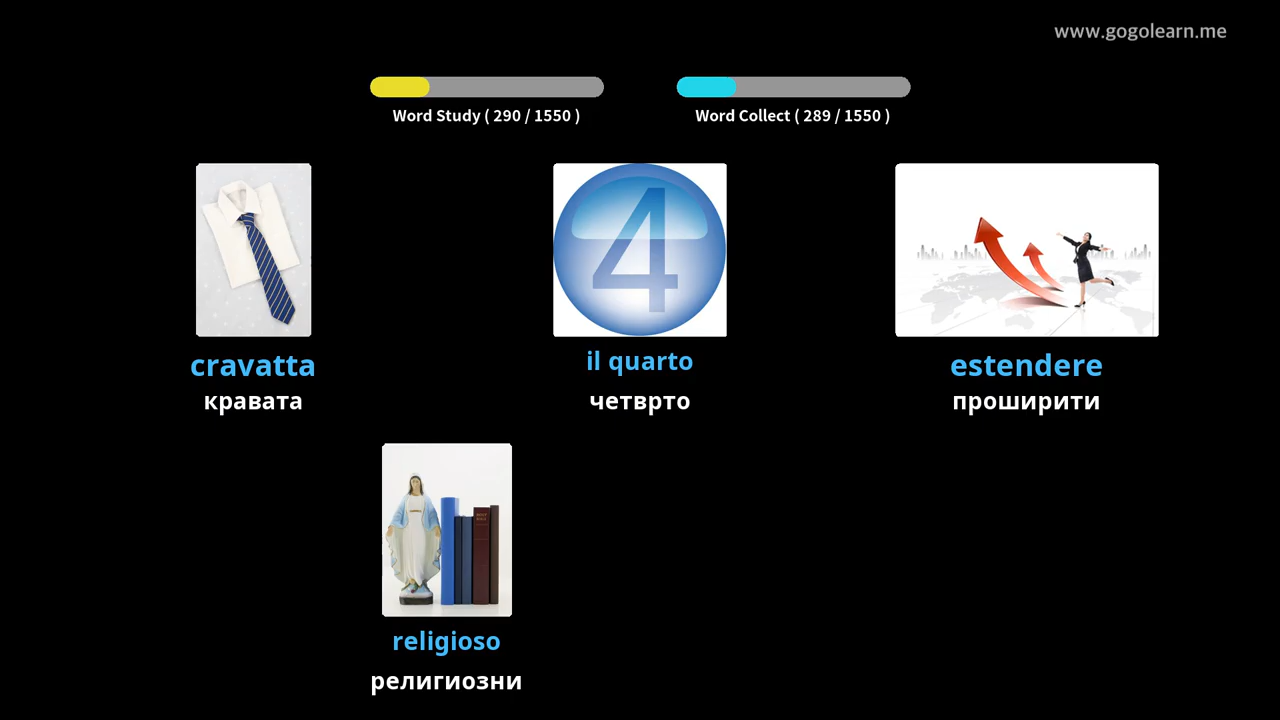 www.gogolearn.me
Word Study ( 290 / 1550 )
Word Collect ( 289 / 1550 )
4
cravatta
кравата
il quarto
четврто
estendere
проширити
religioso
религиозни